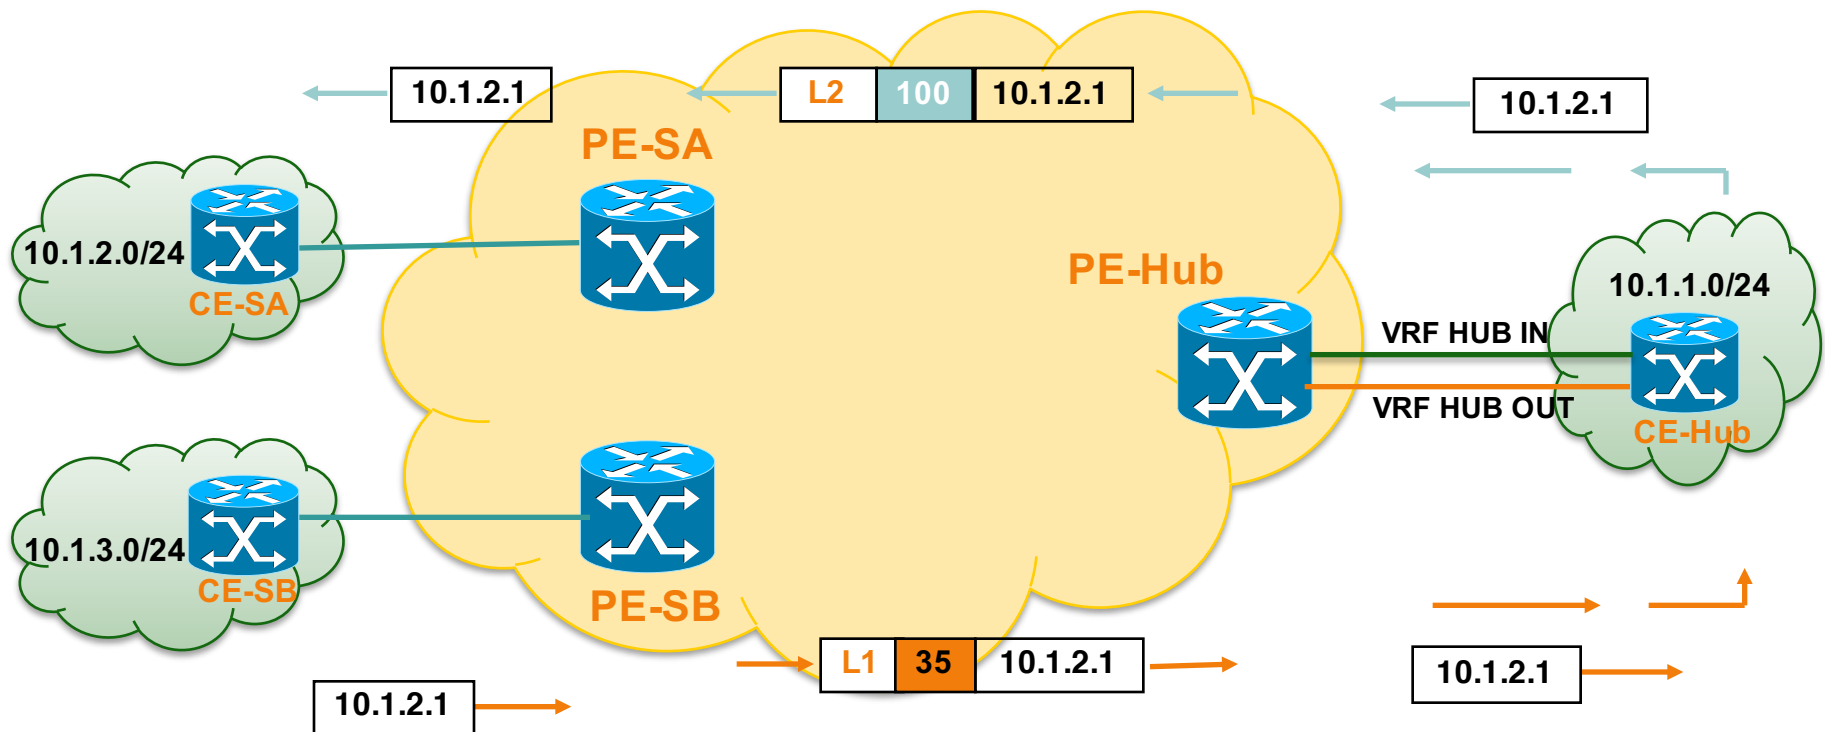 10.1.2.1
L2 100 10.1.2.1
10.1.2.1
PE-SA
10.1.2.0/24
CE-SA
PE-Hub
10.1.1.0/24
VRF HUB IN
VRF HUB OUT
CE-Hub
10.1.3.0/24
CE-SB
PE-SB
L1 35 10.1.2.1
10.1.2.1
10.1.2.1